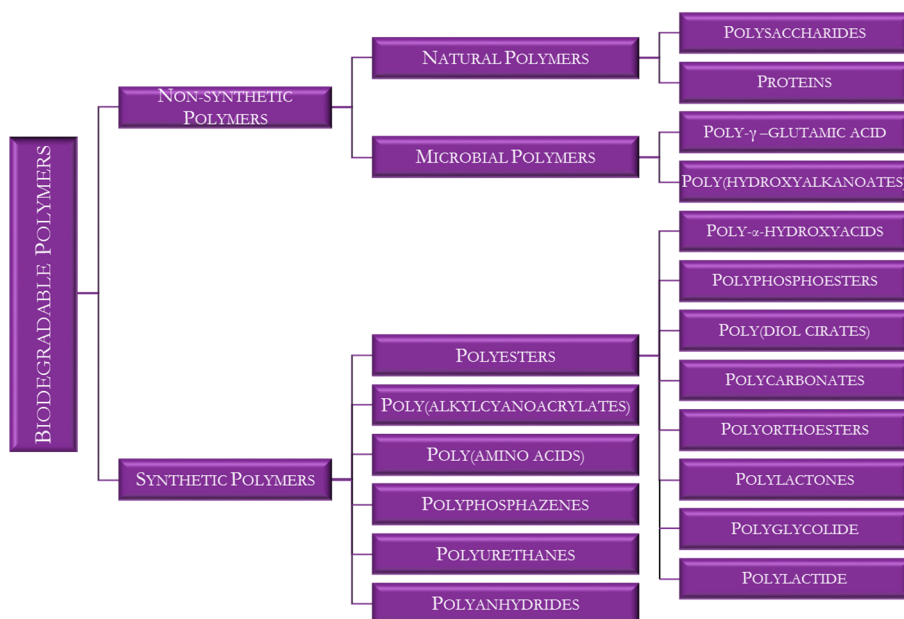 BIODEGRADABLE POLYMERS
NON-SYNTHETIC
POLYMERS
NATURAL POLYMERS
POLYSACCHARIDES
PROTEINS
MICROBIAL POLYMERS
POLY-γ –GLUTAMIC ACID
POLY(HYDROXYALKANOATES)
SYNTHETIC POLYMERS
POLYESTERS
POLY-α-HYDROXYACIDS
POLYPHOSPHOESTERS
POLY(DIOL CIRATES)
POLYCARBONATES
POLYORTHOESTERS
POLYLACTONES
POLYGLYCOLIDE
POLYLACTIDE
POLY(ALKYLCYANOACRYLATES)
POLY(AMINO ACIDS)
POLYPHOSPHAZENES
POLYURETHANES
POLYANHYDRIDES